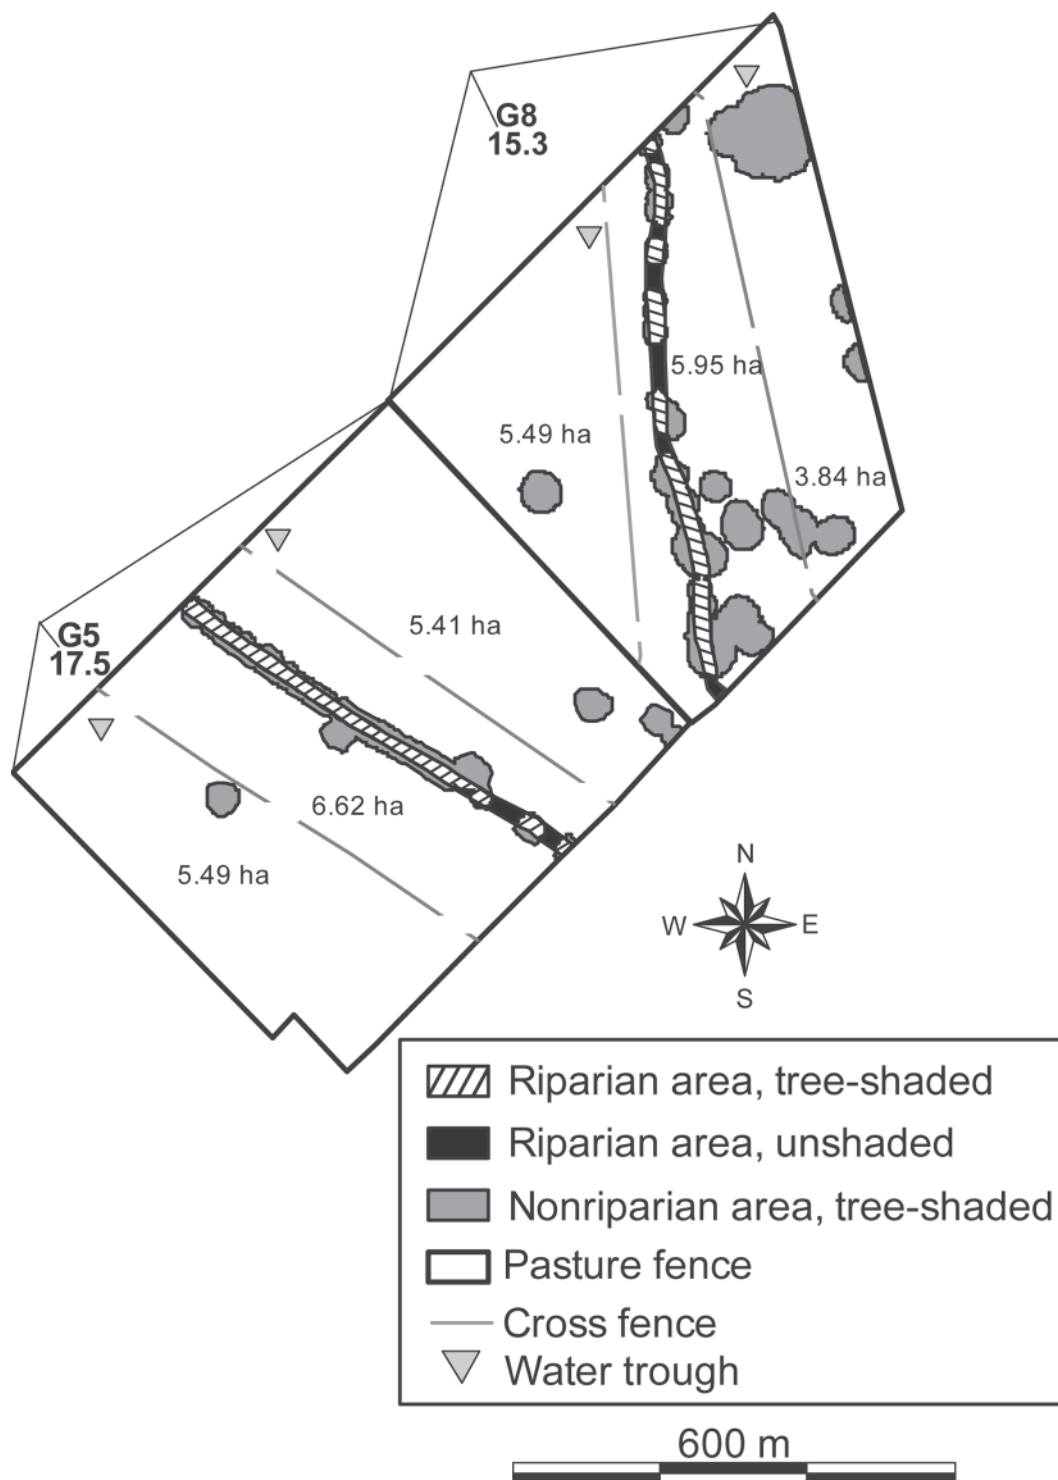 G8
15.3
5.95 ha
5.49 ha
3.84 ha
G5
17.5
5.41 ha
6.62 ha
5.49 ha
N
W E
S
Riparian area, tree-shaded
Riparian area, unshaded
Nonriparian area, tree-shaded
Pasture fence
Cross fence
Water trough
600 m